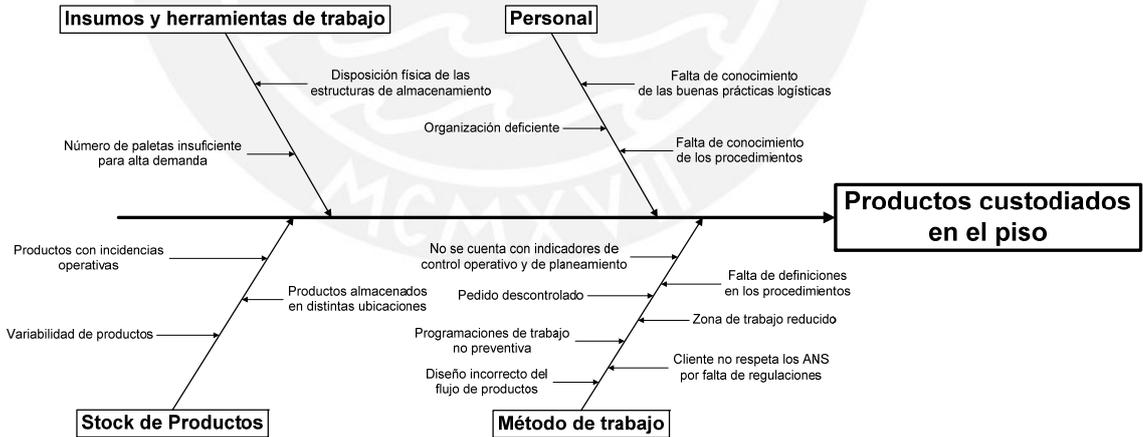 Insumos y herramientas de trabajo
Personal
Disposición física de las
estructuras de almacenamiento
Número de paletas insuficiente
para alta demanda
Falta de conocimiento
de las buenas prácticas logísticas
Organización deficiente
Falta de conocimiento
de los procedimientos
MCMXVII
Productos custodiados
en el piso
Productos con incidencias
operativas
Productos almacenados
en distintas ubicaciones
Variabilidad de productos
No se cuenta con indicadores de
control operativo y de planeamiento
Falta de definiciones
en los procedimientos
Pedido descontrolado
Zona de trabajo reducido
Programaciones de trabajo
no preventiva
Cliente no respeta los ANS
por falta de regulaciones
Diseño incorrecto del
flujo de productos
Stock de Productos
Método de trabajo